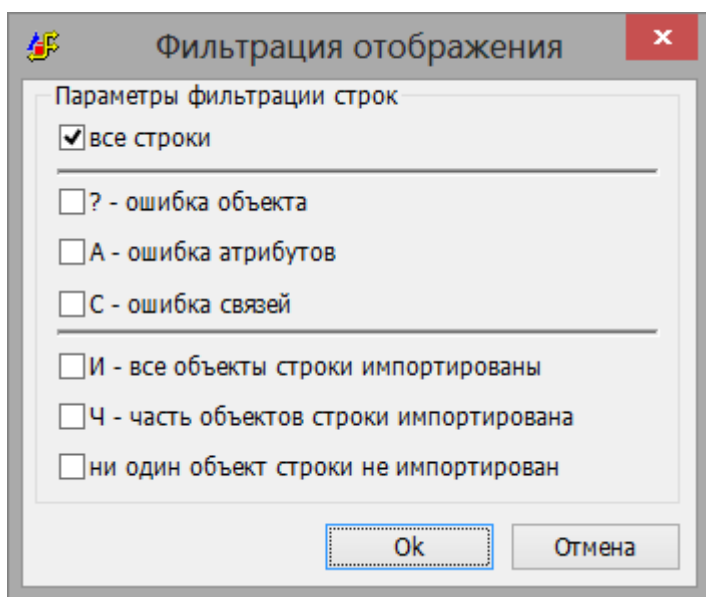 Фильтрация отображения
Параметры фильтрации строк
все строки
? - ошибка объекта
А - ошибка атрибутов
С - ошибка связей
И - все объекты строки импортированы
Ч - часть объектов строки импортирована
ни один объект строки не импортирован
Ok Отмена